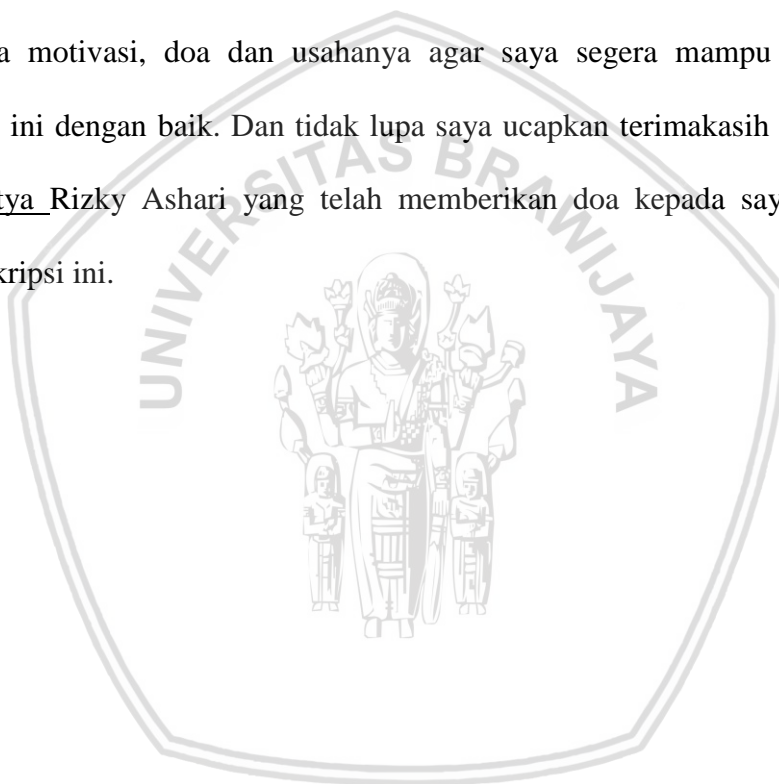 a motivasi, doa dan usahanya agar saya segera mampu
ini dengan baik. Dan tidak lupa saya ucapkan terimakasih
tya Rizky Ashari yang telah memberikan doa kepada say
kripsi ini.
UNIVERSITAS BRAWIJAYA